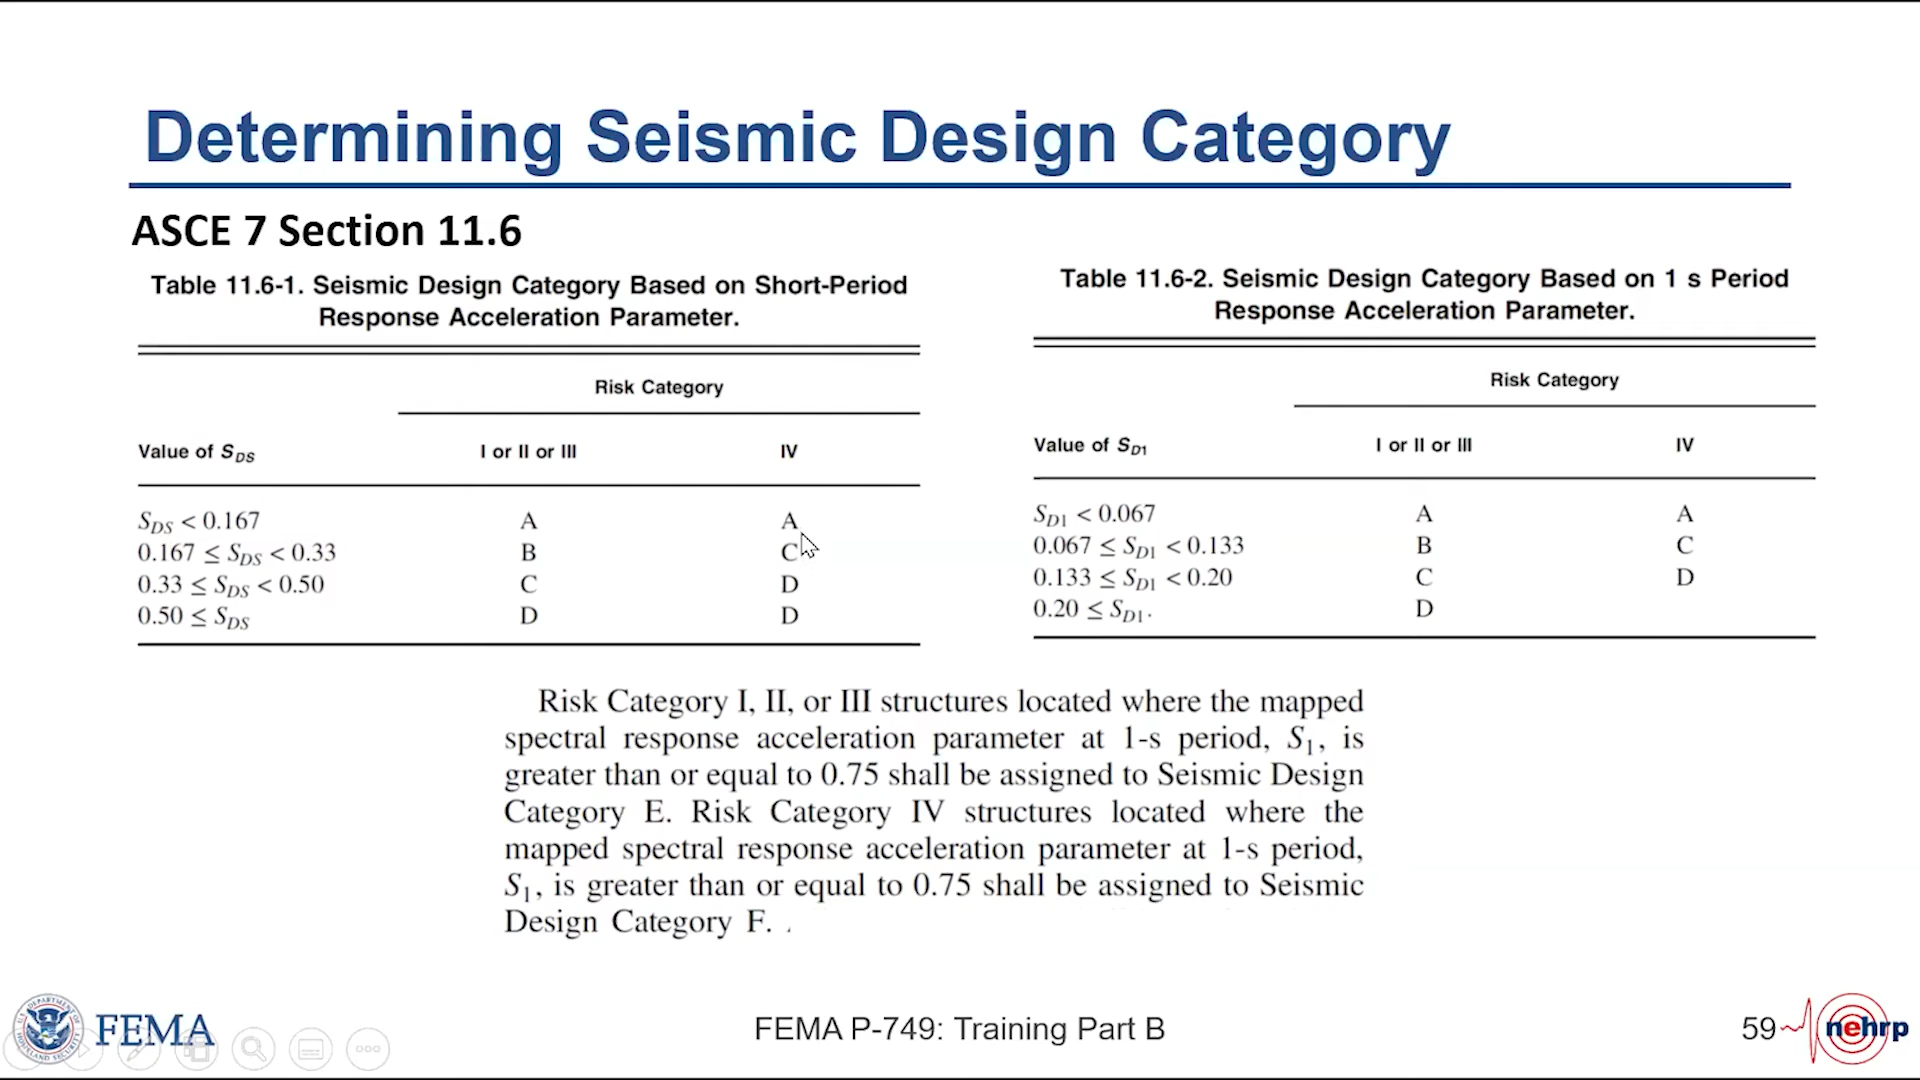 Determining Seismic Design Category
ASCE 7 Section 11.6
Table 11.6-1. Seismic Design Category Based on Short-Period
Response Acceleration Parameter.
Risk Category
Value of S_DS I or II or III IV
S_DS < 0.167 A A
0.167 ≤ S_DS < 0.33 B C
0.33 ≤ S_DS < 0.50 C D
0.50 ≤ S_DS D D
Table 11.6-2. Seismic Design Category Based on 1 s Period
Response Acceleration Parameter.
Risk Category
Value of S_D1 I or II or III IV
S_D1 < 0.067 A A
0.067 ≤ S_D1 < 0.133 B C
0.133 ≤ S_D1 < 0.20 C D
0.20 ≤ S_D1. D
Risk Category I, II, or III structures located where the mapped
spectral response acceleration parameter at 1-s period, S_1, is
greater than or equal to 0.75 shall be assigned to Seismic Design
Category E. Risk Category IV structures located where the
mapped spectral response acceleration parameter at 1-s period,
S_1, is greater than or equal to 0.75 shall be assigned to Seismic
Design Category F. .
FEMA
FEMA P-749: Training Part B
59
nehrp